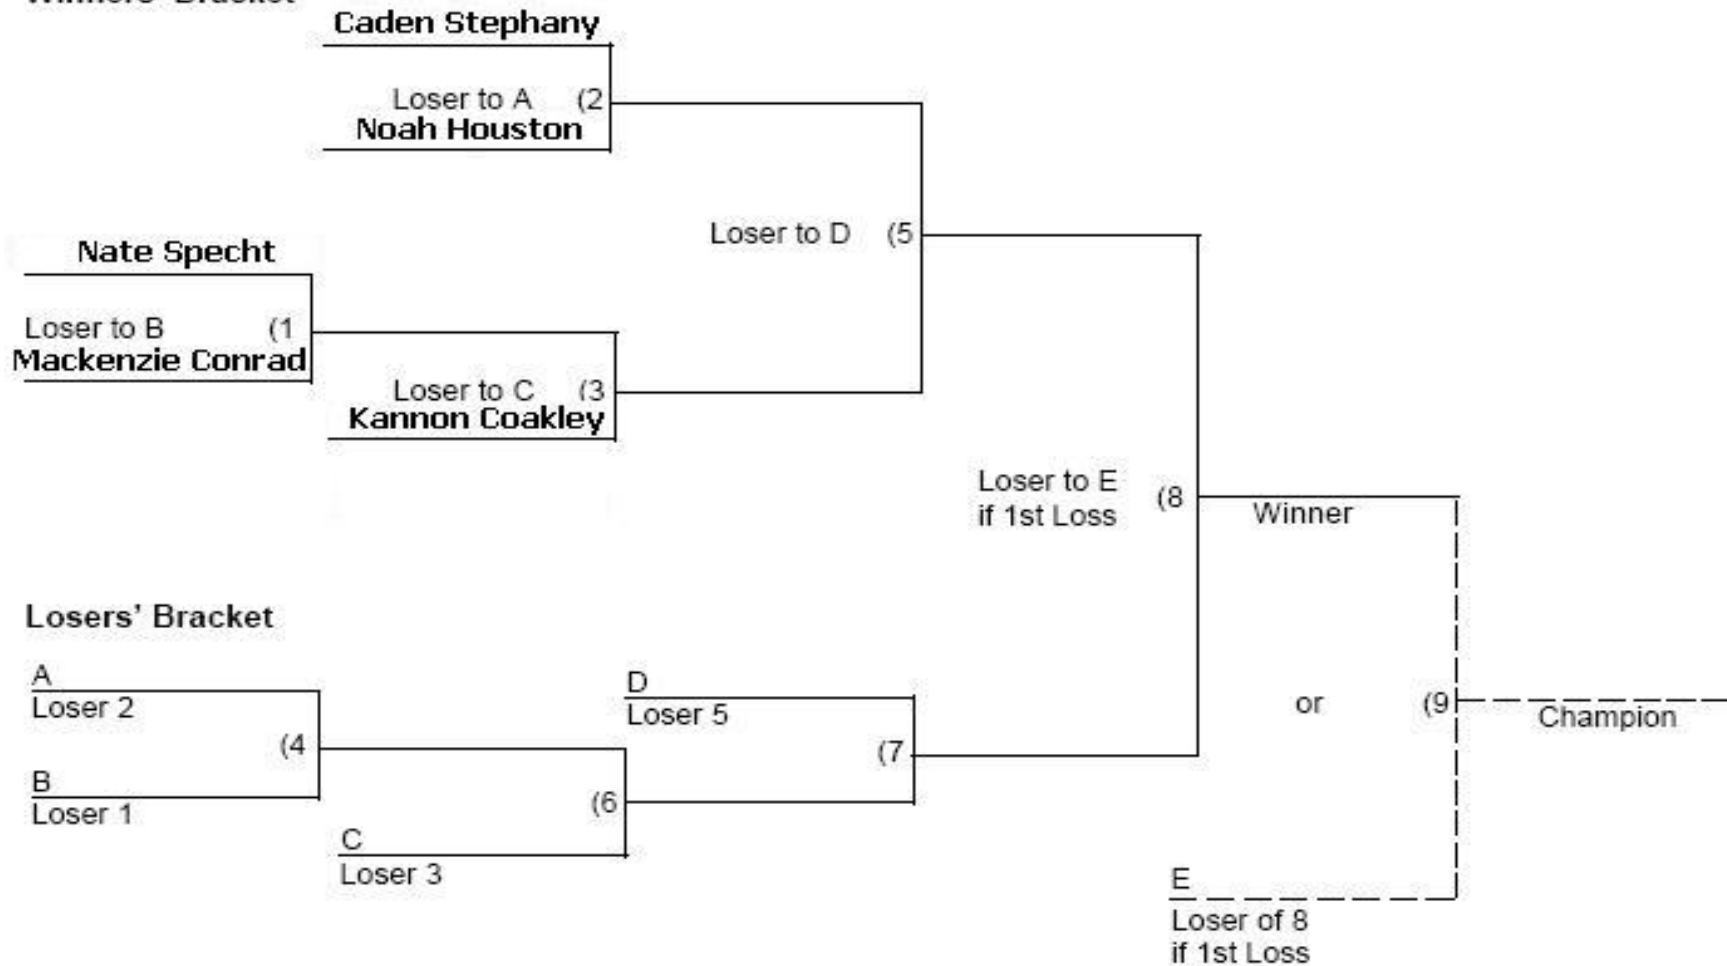 Winners' Bracket
Caden Stephany
Loser to A (2
Noah Houston
Loser to D (5
Nate Specht
Loser to B (1
Mackenzie Conrad
Loser to C (3
Kannon Coakley
Loser to E
if 1st Loss
(8
Winner
Losers' Bracket
A
Loser 2
(4
B
Loser 1
D
Loser 5
(7
(6
C
Loser 3
or
(9
Champion
E
Loser of 8
if 1st Loss